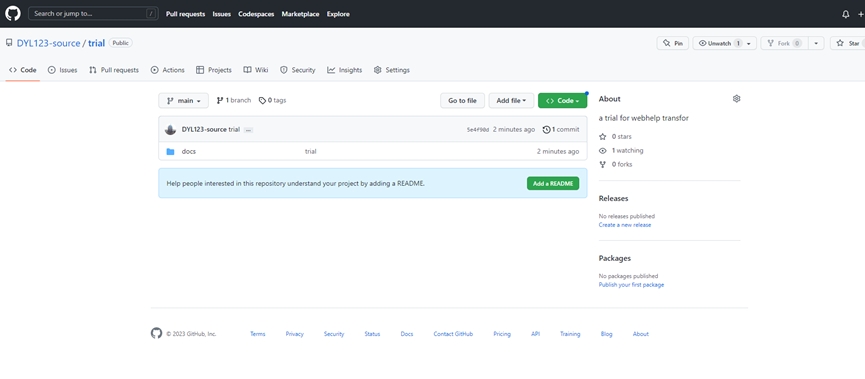 Search or jump to... / Pull requests Issues Codespaces Marketplace Explore
DYL123-source / trial Public Pin Unwatch 1 Fork 0 Star
Code Issues Pull requests Actions Projects Wiki Security Insights Settings
main 1 branch 0 tags Go to file Add file Code
About
a trial for webhelp transfor
DYL123-source trial ... 2 minutes ago 1 commit
docs trial 2 minutes ago
0 stars
1 watching
0 forks
Help people interested in this repository understand your project by adding a README. Add a README
Releases
No releases published
Create a new release
Packages
No packages published
Publish your first package
© 2023 GitHub, Inc. Terms Privacy Security Status Docs Contact GitHub Pricing API Training Blog About